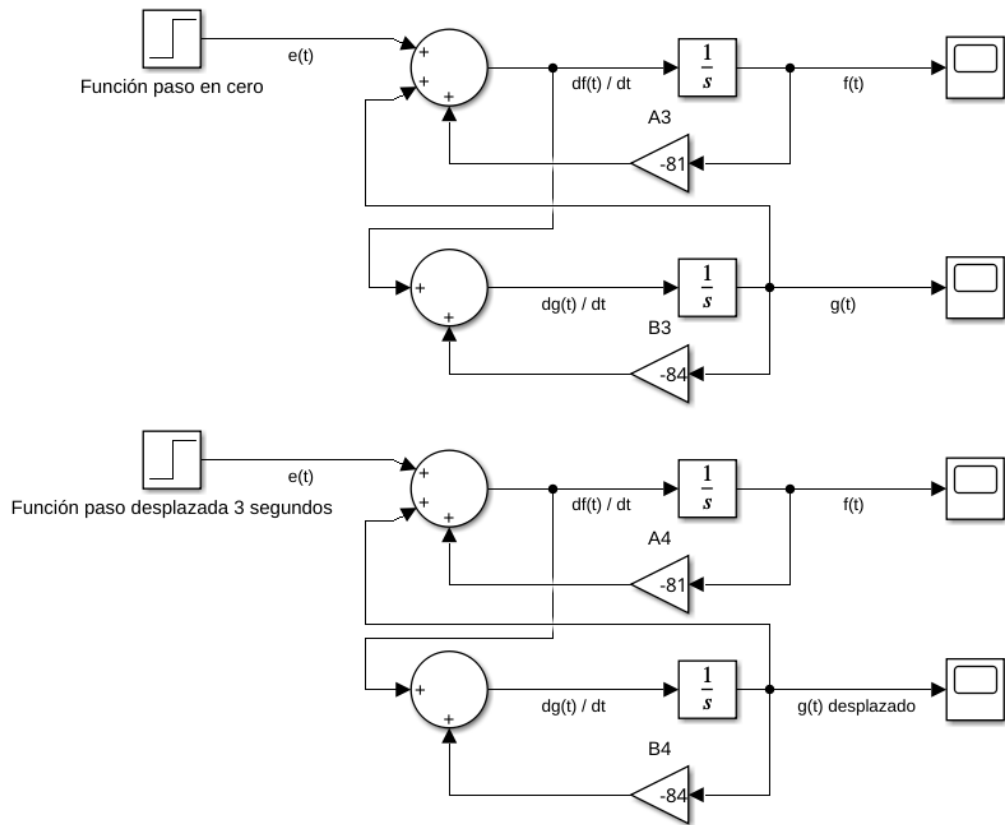 e(t)
Función paso en cero
+
+
+
df(t) / dt
1
s
f(t)
A3
-81
+
+
dg(t) / dt
1
s
g(t)
B3
-84
e(t)
Función paso desplazada 3 segundos
+
+
+
df(t) / dt
1
s
f(t)
A4
-81
+
+
dg(t) / dt
1
s
g(t) desplazado
B4
-84